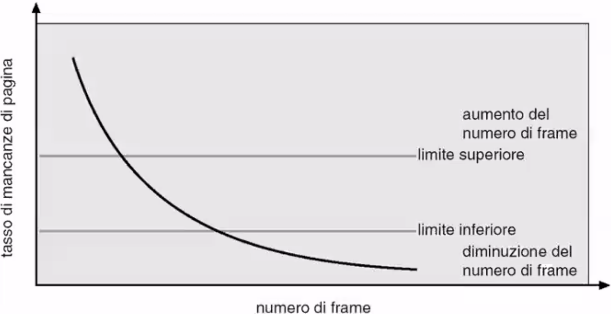 tasso di mancanze di pagina
aumento del
numero di frame
limite superiore
limite inferiore
diminuzione del
numero di frame
numero di frame